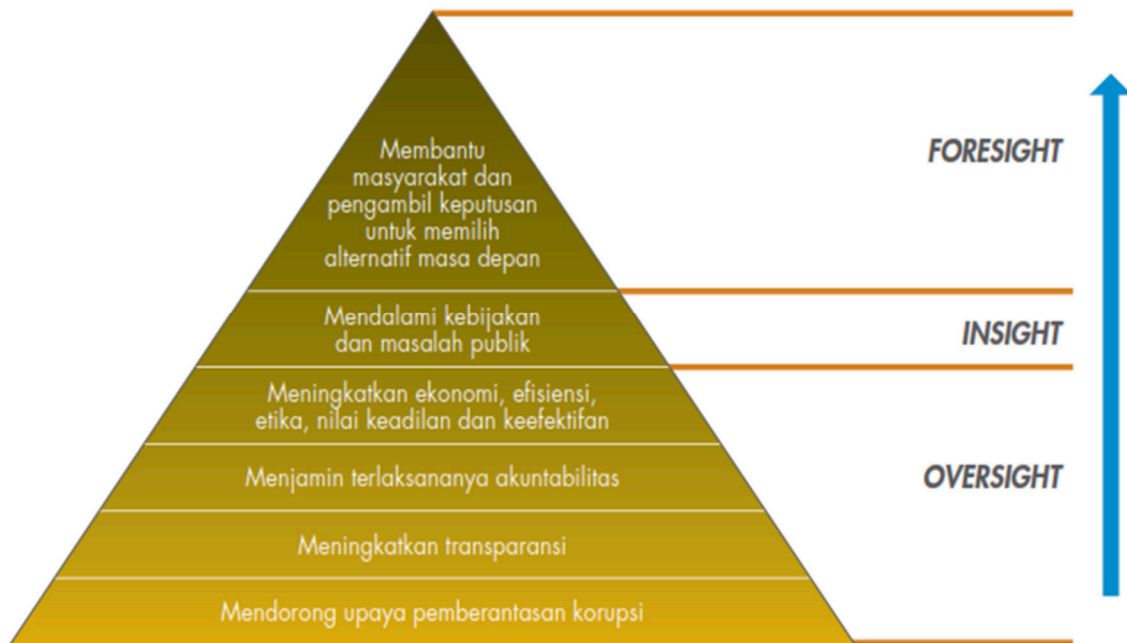 Membantu
masyarakat dan
pengambil keputusan
untuk memilih
alternatif masa depan
FORESIGHT
Mendalami kebijakan
dan masalah publik
INSIGHT
Meningkatkan ekonomi, efisiensi,
etika, nilai keadilan dan keefektifan
Menjamin terlaksananya akuntabilitas
OVERSIGHT
Meningkatkan transparansi
Mendorong upaya pemberantasan korupsi